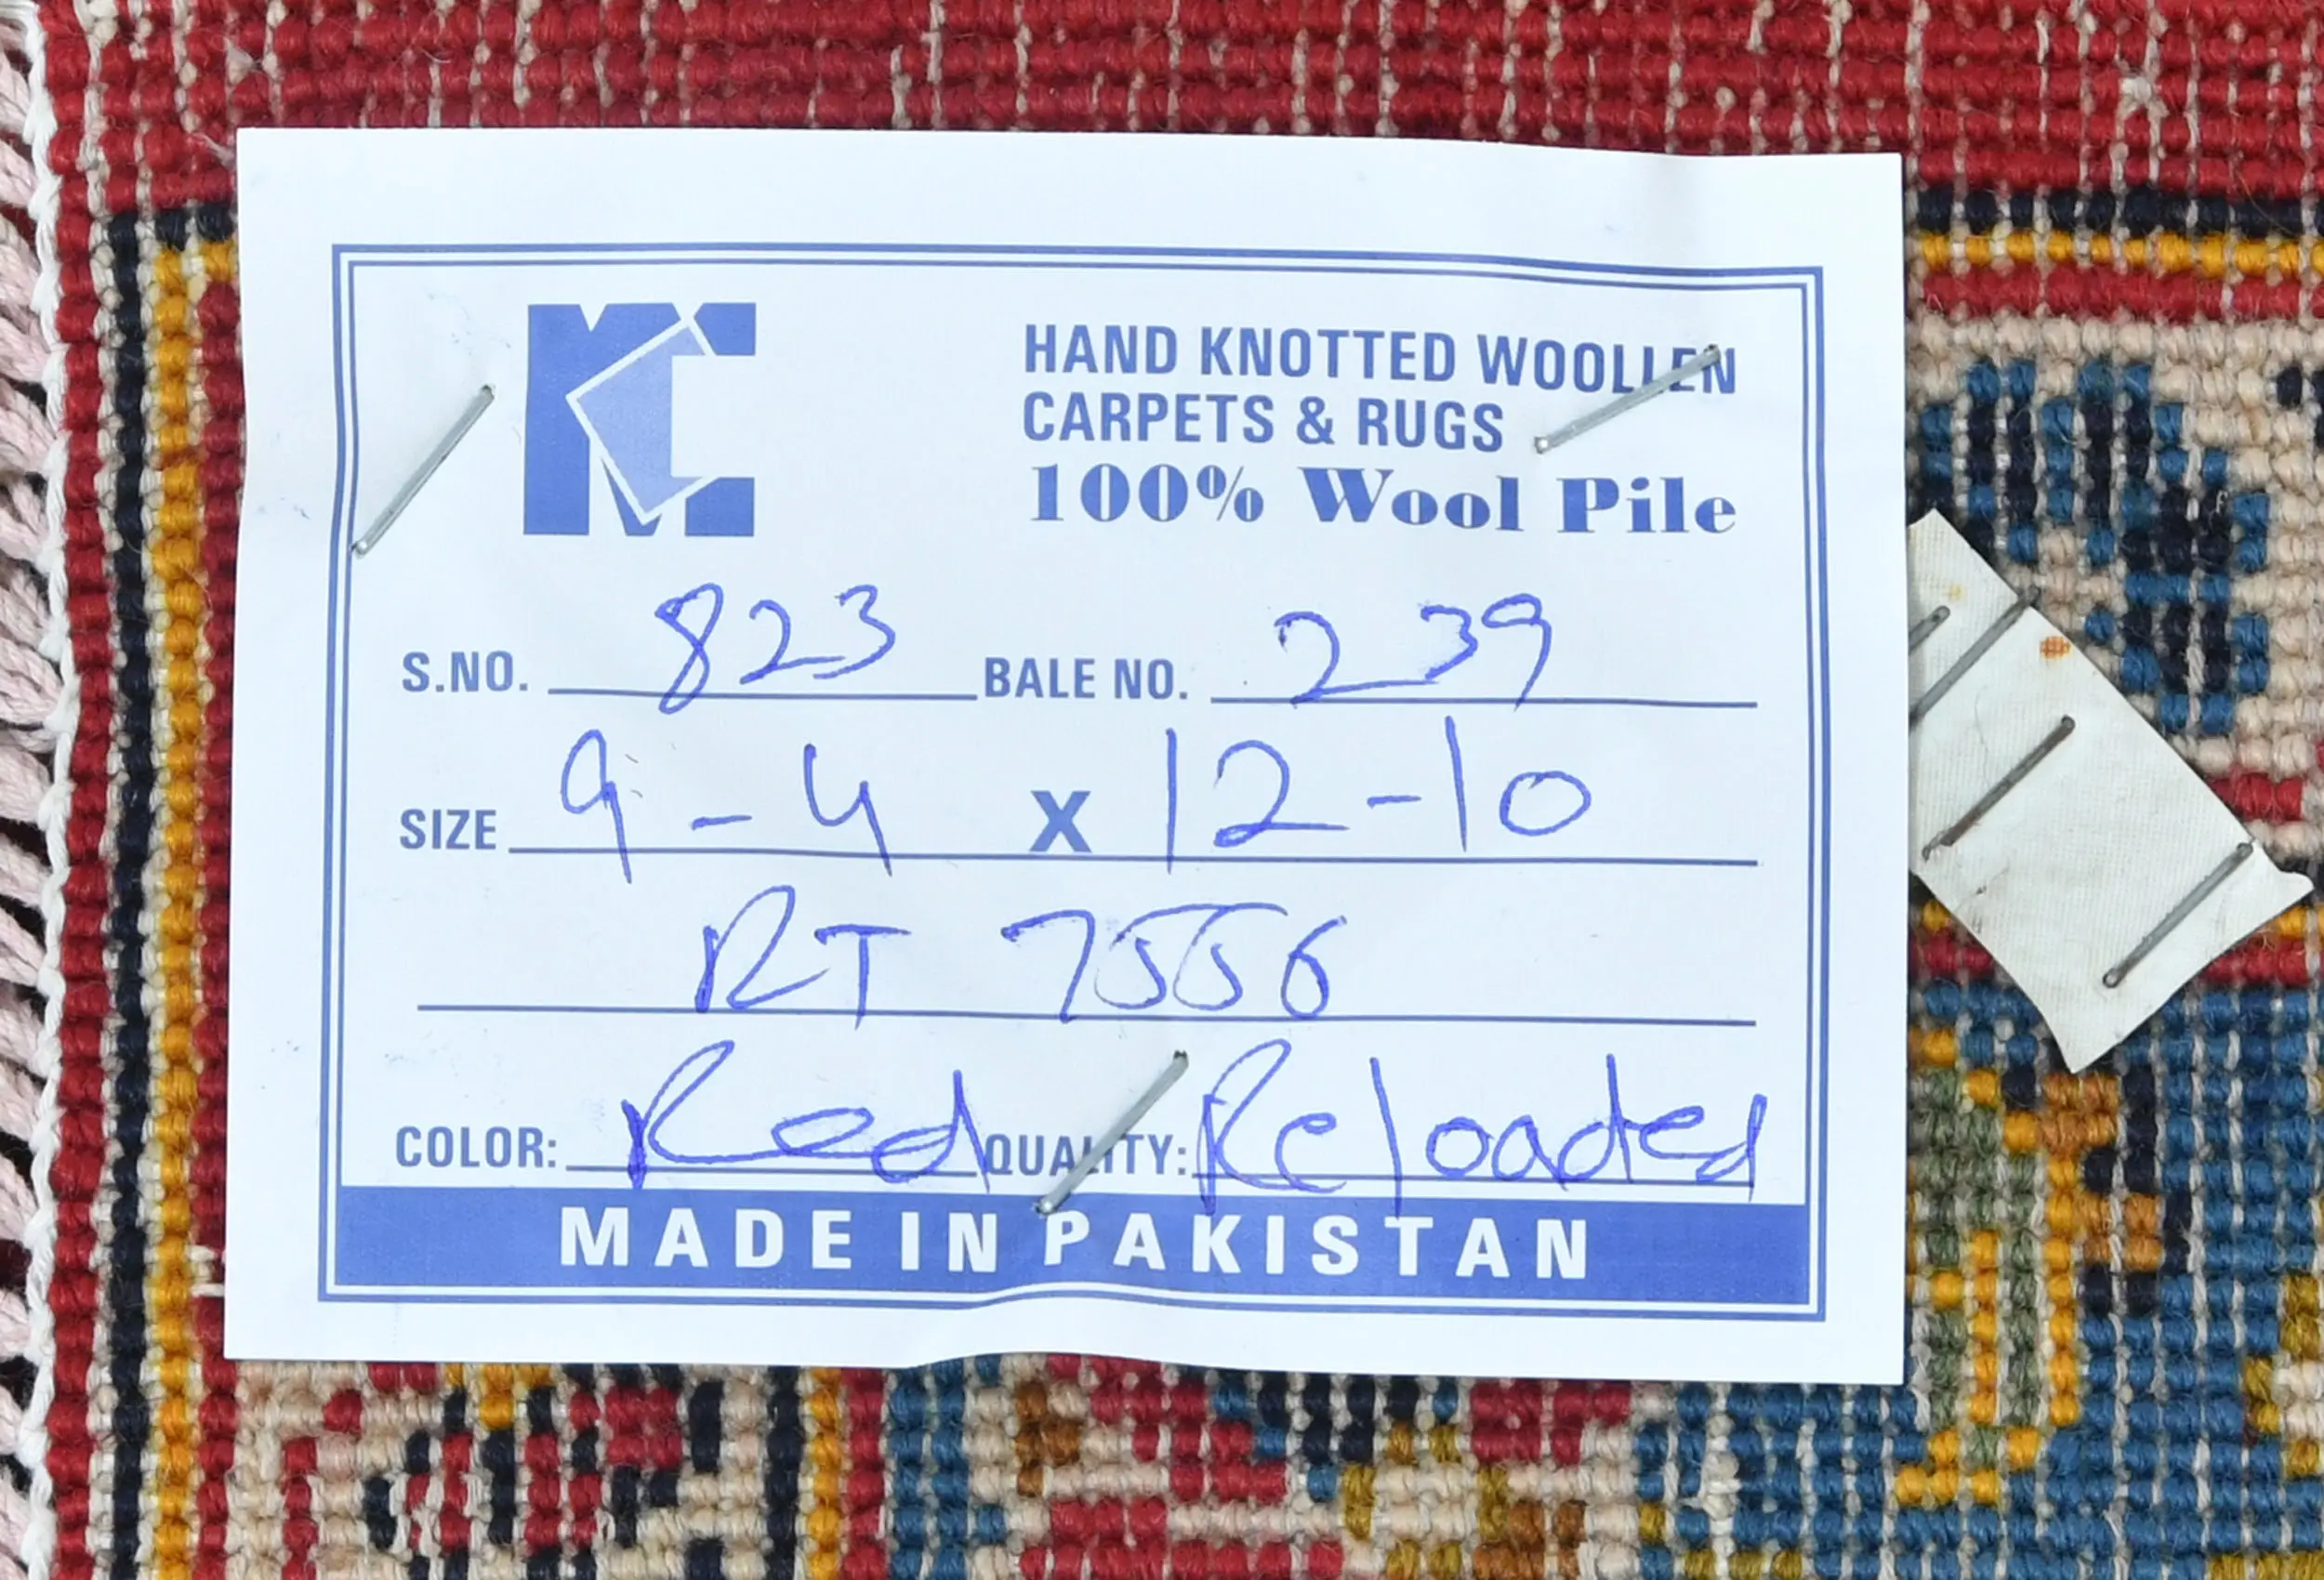 MC
HAND KNOTTED WOOLLEN
CARPETS & RUGS
100% Wool Pile
S.NO. 823 BALE NO. 239
SIZE 9-4 X 12-10
RT 7556
COLOR: Red QUALITY: Reloaded
MADE IN PAKISTAN